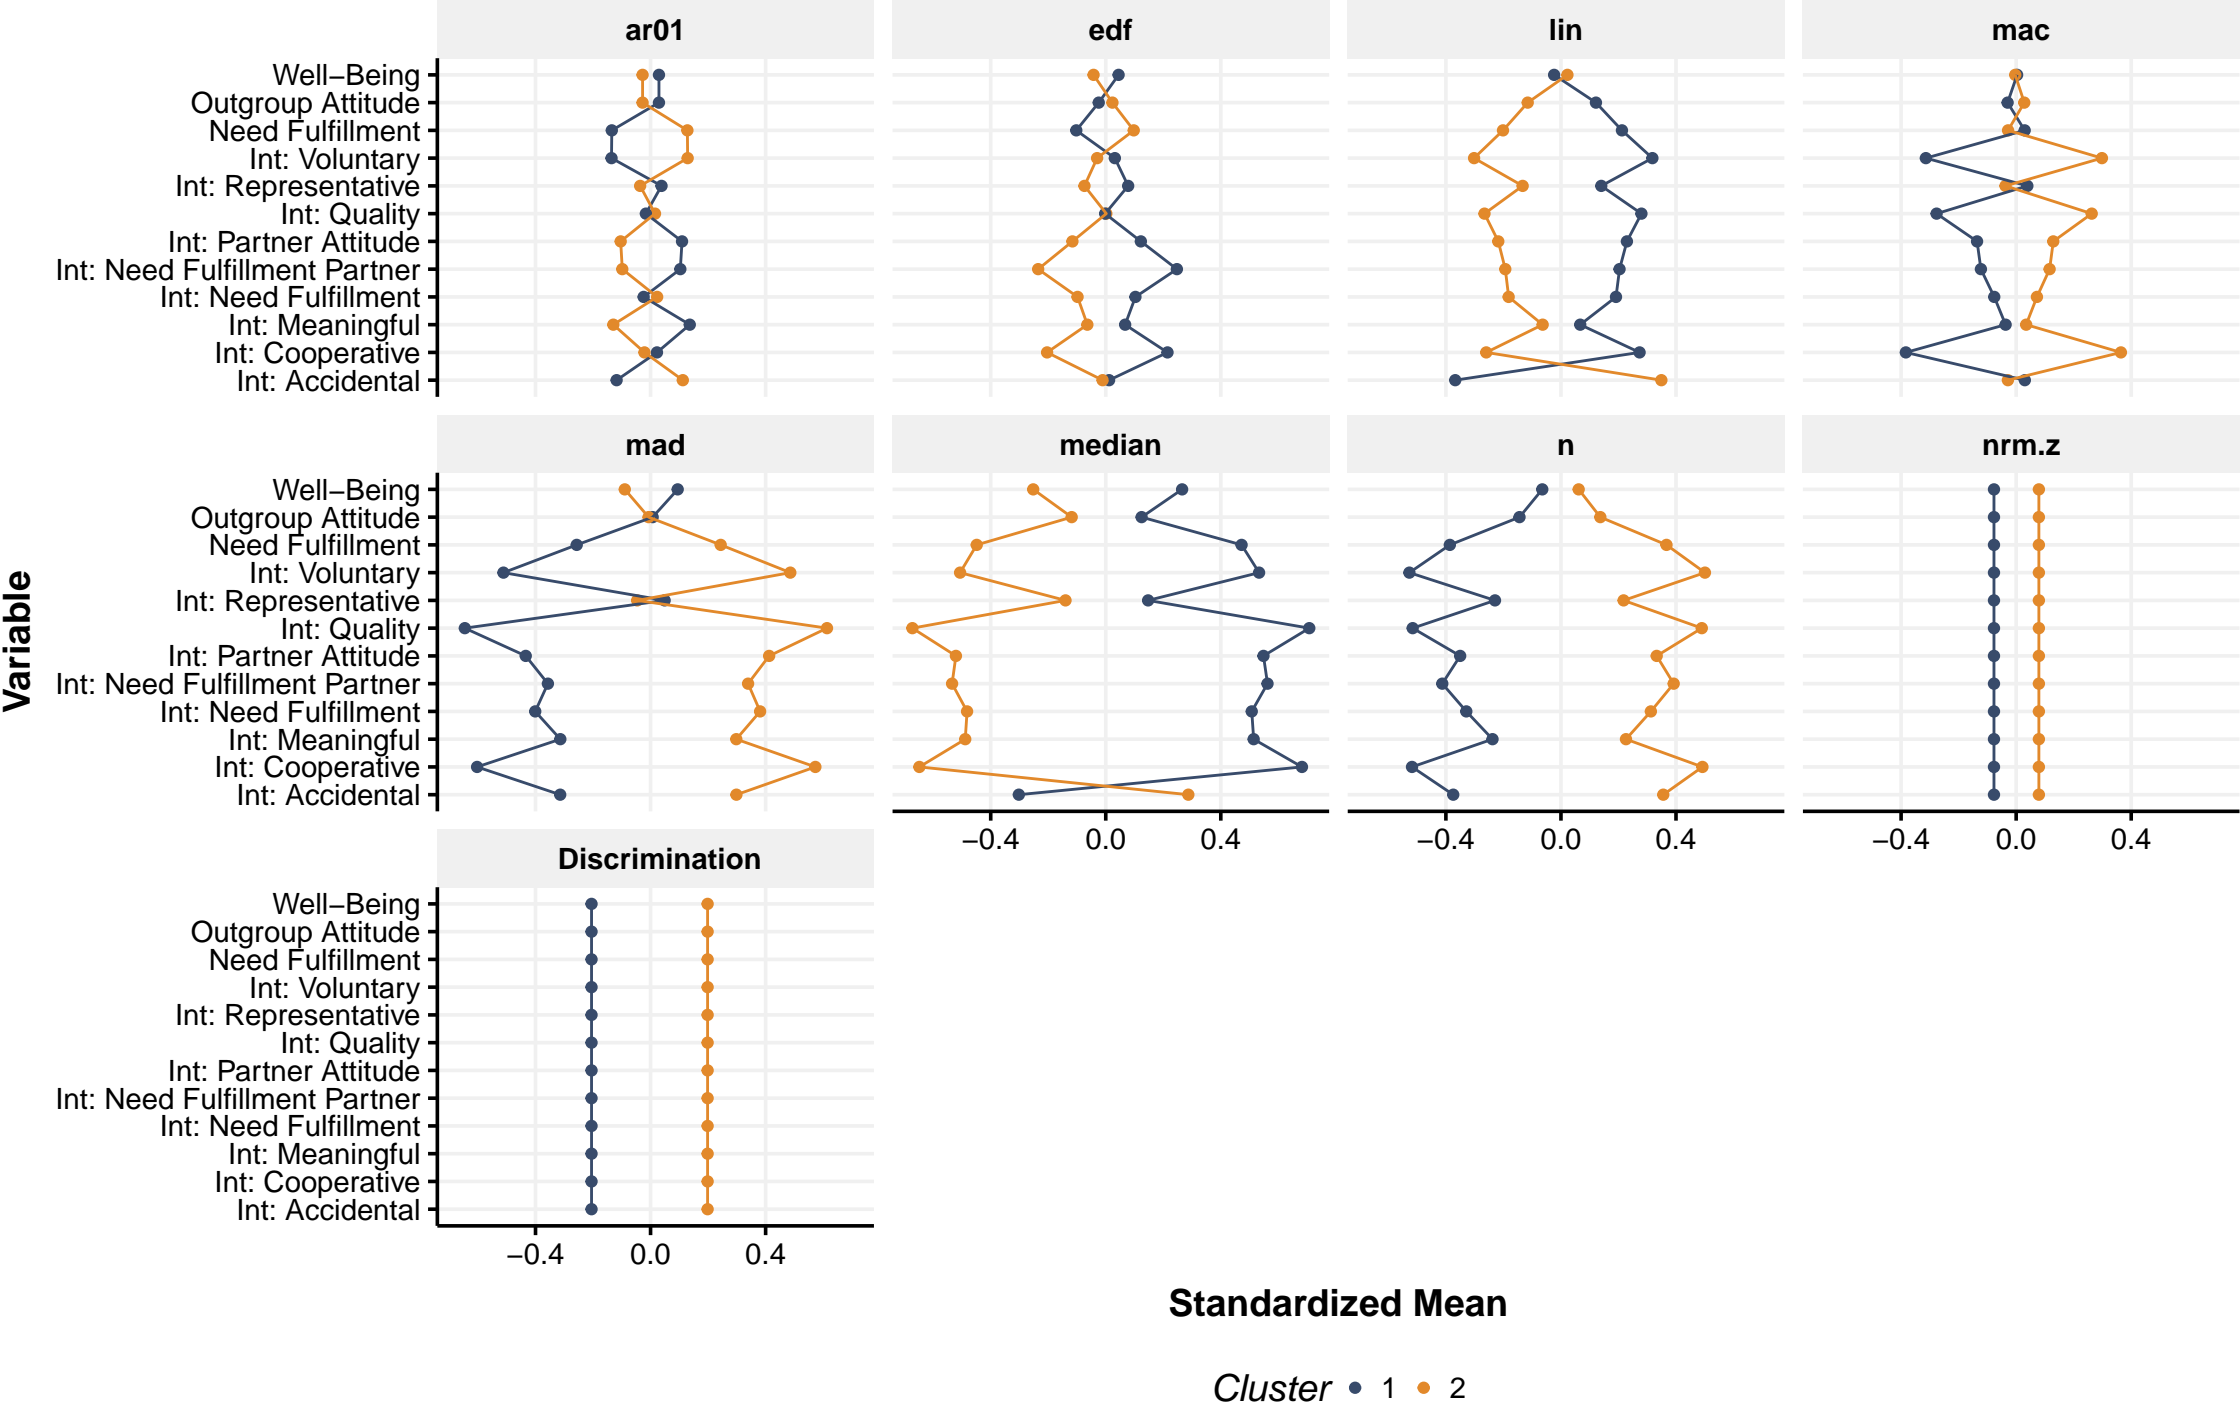 ar01
edf
lin
mac
Well−Being
Outgroup Attitude
Need Fulfillment
Int: Voluntary
Int: Representative
Int: Quality
Int: Partner Attitude
Int: Need Fulfillment Partner
Int: Need Fulfillment
Int: Meaningful
Int: Cooperative
Int: Accidental
mad
median
n
nrm.z
Well−Being
Outgroup Attitude
Need Fulfillment
Int: Voluntary
Int: Representative
Int: Quality
Int: Partner Attitude
Int: Need Fulfillment Partner
Int: Need Fulfillment
Int: Meaningful
Int: Cooperative
Int: Accidental
−0.4 0.0 0.4
−0.4 0.0 0.4
−0.4 0.0 0.4
Discrimination
Well−Being
Outgroup Attitude
Need Fulfillment
Int: Voluntary
Int: Representative
Int: Quality
Int: Partner Attitude
Int: Need Fulfillment Partner
Int: Need Fulfillment
Int: Meaningful
Int: Cooperative
Int: Accidental
−0.4 0.0 0.4
Variable
Standardized Mean
Cluster 1 2